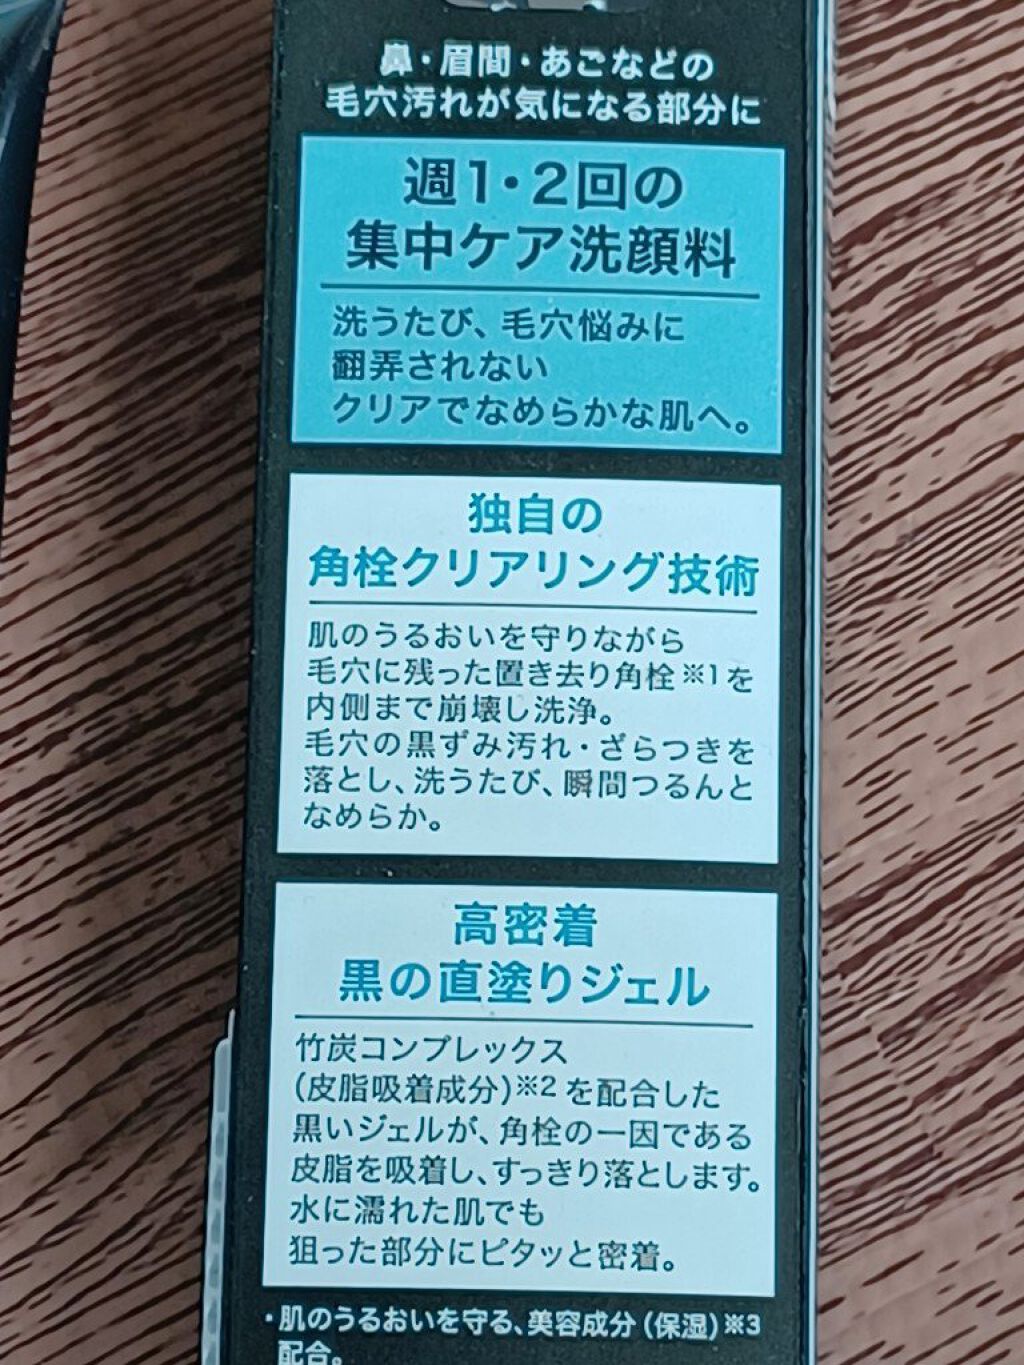 鼻・眉間・あごなどの
毛穴汚れが気になる部分に
週1・2回の
集中ケア洗顔料
洗うたび、毛穴悩みに
翻弄されない
クリアでなめらかな肌へ。
独自の
角栓クリアリング技術
肌のうるおいを守りながら
毛穴に残った置き去り角栓※1を
内側まで崩壊し洗浄。
毛穴の黒ずみ汚れ・ざらつきを
落とし、洗うたび、瞬間つるんと
なめらか。
高密着
黒の直塗りジェル
竹炭コンプレックス
(皮脂吸着成分)※2を配合した
黒いジェルが、角栓の一因である
皮脂を吸着し、すっきり落とします。
水に濡れた肌でも
狙った部分にピタッと密着。
・肌のうるおいを守る、美容成分(保湿)※3
配合。